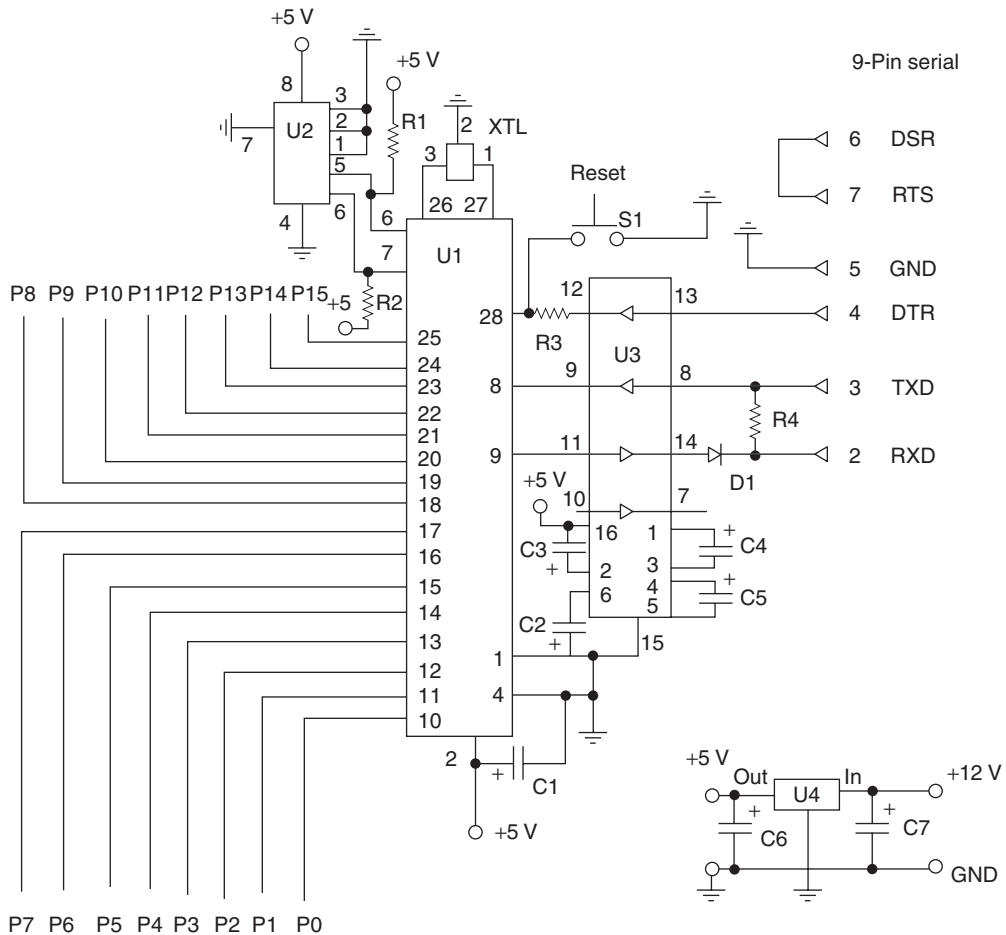 +5 V
+5 V
9-Pin serial
8
3
U2
2
R1
2
XTL
7
1
5
3
1
6 DSR
Reset
7 RTS
4
6
6
26 27
S1
7
U1
5 GND
P8 P9 P10 P11 P12 P13 P14 P15
+5
R2
12
13
28
4 DTR
R3
25
U3
24
9
8
23
8
3 TXD
22
R4
21
11
14
20
9
2 RXD
19
+5 V
D1
18
10
7
17
16
1
C4
+
16
C3
3
+
2
4
+
15
6
C5
14
5
C2
13
+
15
1
12
11
4
10
2
+
C1
+5 V
+5 V
Out
In
+12 V
U4
+
C6
+
C7
GND
P7 P6 P5 P4 P3 P2 P1 P0